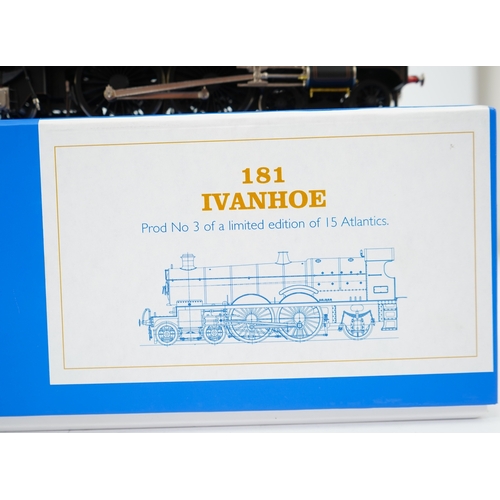 181
IVANHOE
Prod No 3 of a limited edition of 15 Atlantics.